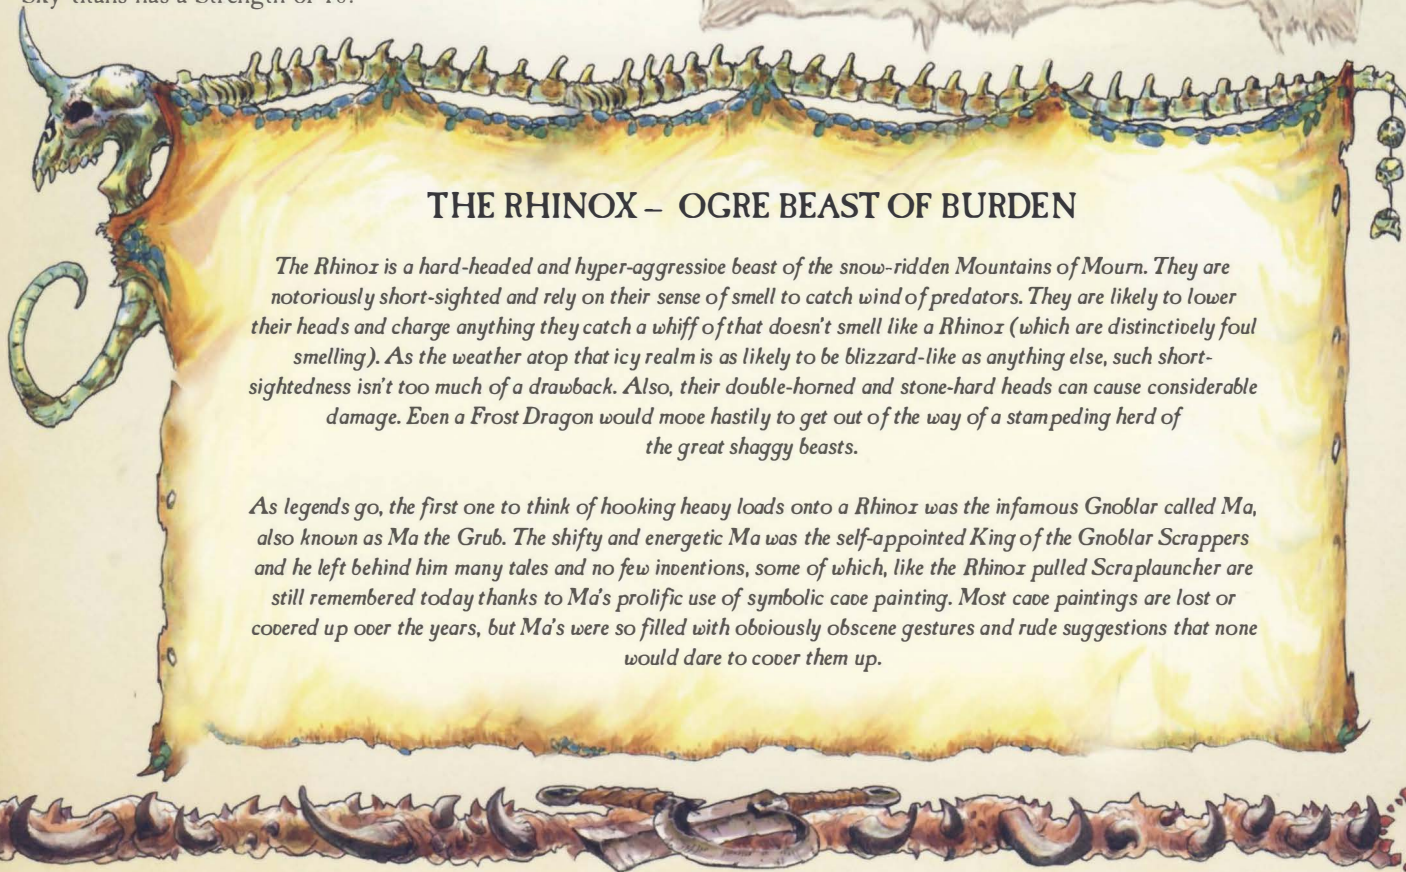 Sky-titans has a Strength of 10.
THE RHINOX – OGRE BEAST OF BURDEN
The Rhinox is a hard-headed and hyper-aggressive beast of the snow-ridden Mountains of Mourn. They are
notoriously short-sighted and rely on their sense of smell to catch wind of predators. They are likely to lower
their heads and charge anything they catch a whiff of that doesn't smell like a Rhinox (which are distinctively foul
smelling). As the weather atop that icy realm is as likely to be blizzard-like as anything else, such short-
sightedness isn't too much of a drawback. Also, their double-horned and stone-hard heads can cause considerable
damage. Even a Frost Dragon would move hastily to get out of the way of a stampeding herd of
the great shaggy beasts.
As legends go, the first one to think of hooking heavy loads onto a Rhinox was the infamous Gnoblar called Ma,
also known as Ma the Grub. The shifty and energetic Ma was the self-appointed King of the Gnoblar Scrappers
and he left behind him many tales and no few inventions, some of which, like the Rhinox pulled Scraplauncher are
still remembered today thanks to Ma's prolific use of symbolic cave painting. Most cave paintings are lost or
covered up over the years, but Ma's were so filled with obviously obscene gestures and rude suggestions that none
would dare to cover them up.